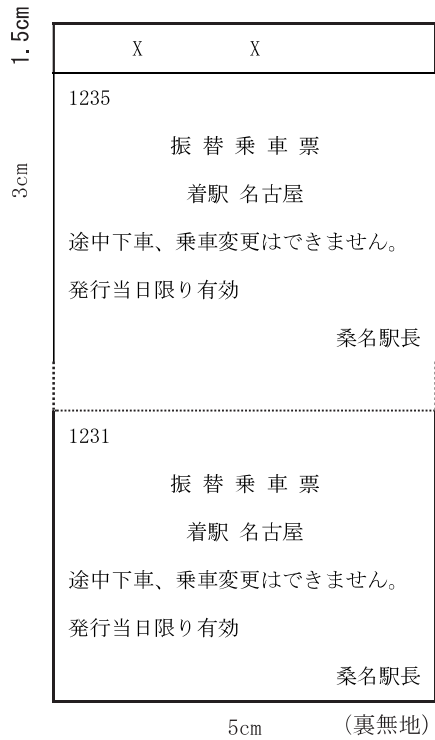 1.5cm
X X
3cm
1235
振 替 乗 車 票
着駅 名古屋
途中下車、乗車変更はできません。
発行当日限り有効
桑名駅長
1231
振 替 乗 車 票
着駅 名古屋
途中下車、乗車変更はできません。
発行当日限り有効
桑名駅長
5cm (裏無地)